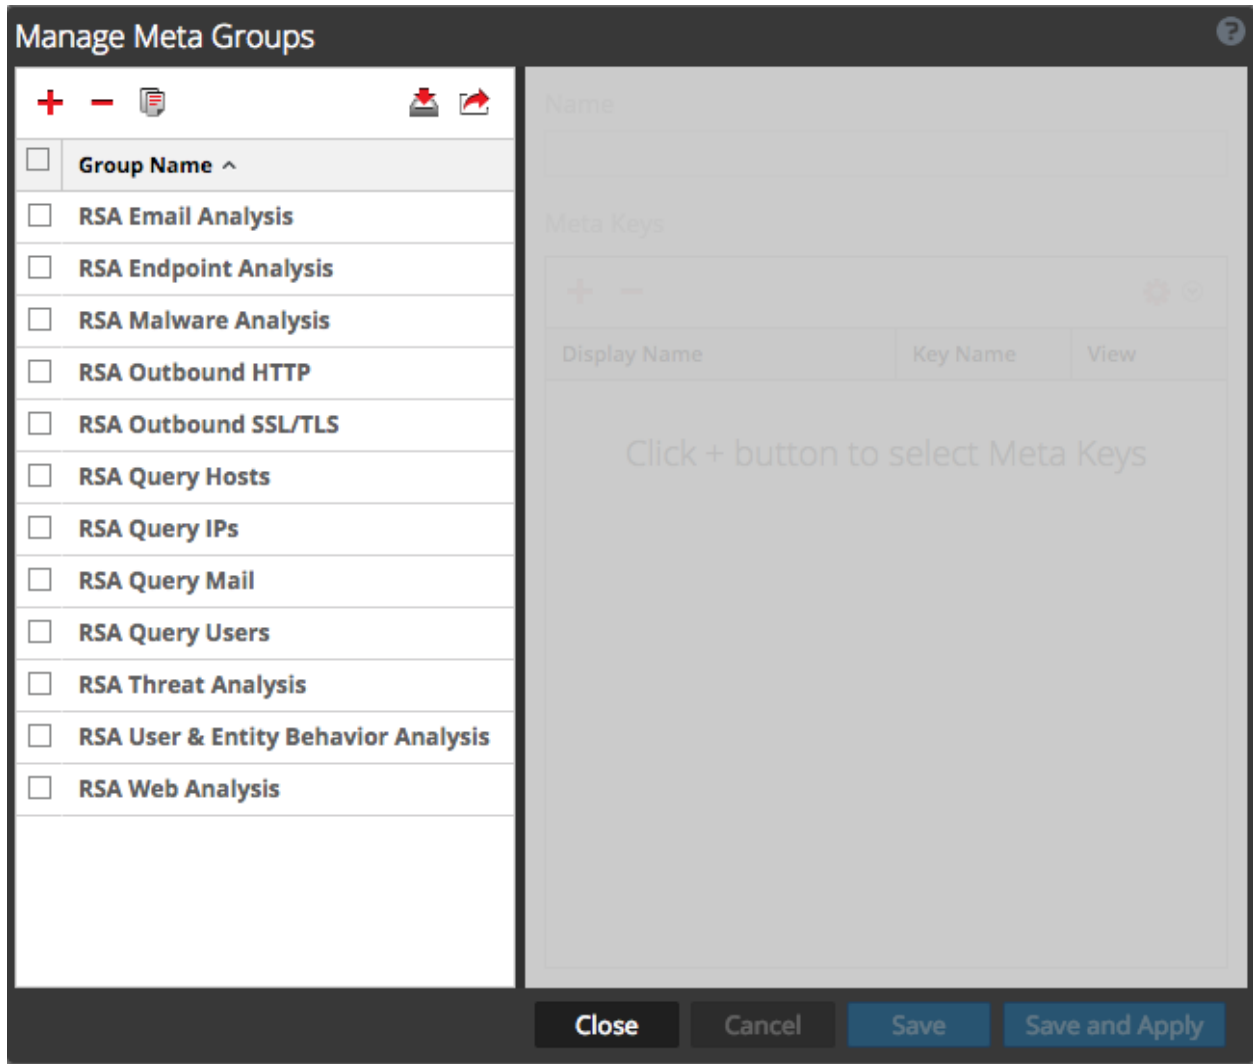 Manage Meta Groups
Group Name
RSA Email Analysis
RSA Endpoint Analysis
RSA Malware Analysis
RSA Outbound HTTP
RSA Outbound SSL/TLS
RSA Query Hosts
RSA Query IPs
RSA Query Mail
RSA Query Users
RSA Threat Analysis
RSA User & Entity Behavior Analysis
RSA Web Analysis
Name
Meta Keys
Display Name Key Name View
Click + button to select Meta Keys
Close Cancel Save Save and Apply